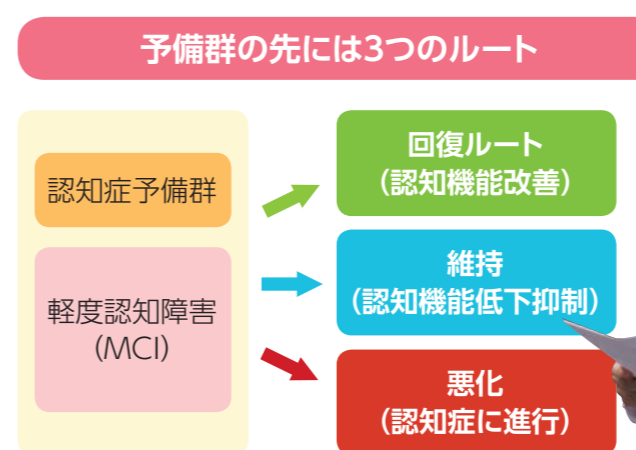 予備群の先には3つのルート
認知症予備群
軽度認知障害
(MCI)
回復ルート
(認知機能改善)
維持
(認知機能低下抑制)
悪化
(認知症に進行)